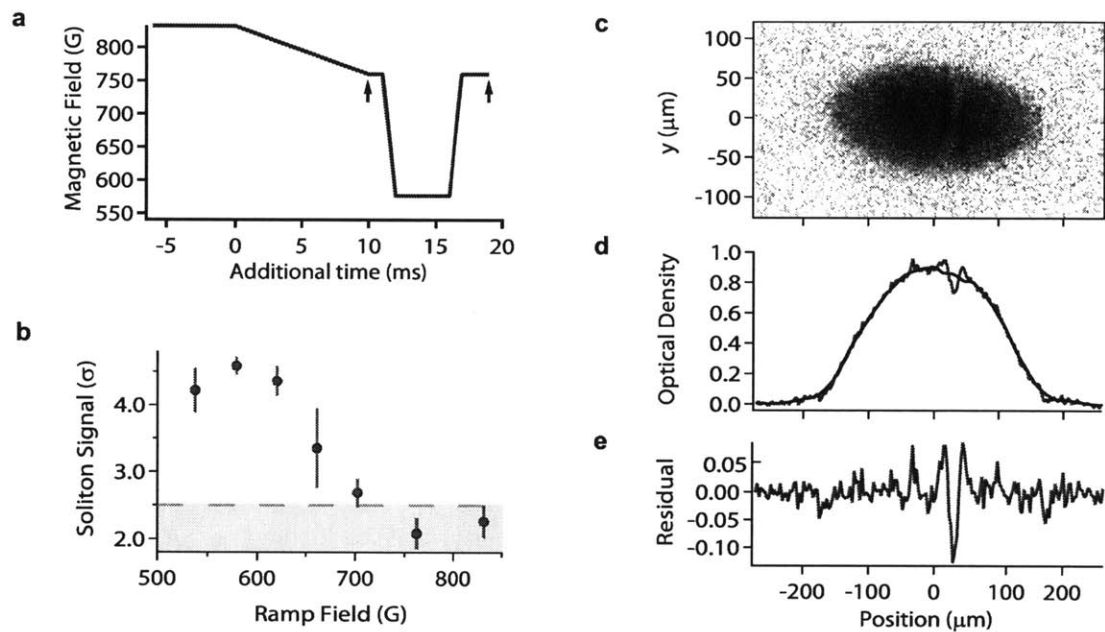 a
Magnetic Field (G)
800
750
700
650
600
550
-5 0 5 10 15 20
Additional time (ms)
b
Soliton Signal (σ)
4.0
3.0
2.0
500 600 700 800
Ramp Field (G)
c
y (μm)
100
50
0
-50
-100
d
Optical Density
1.0
0.8
0.6
0.4
0.2
0.0
e
Residual
0.05
0.00
-0.05
-0.10
-200 -100 0 100 200
Position (μm)